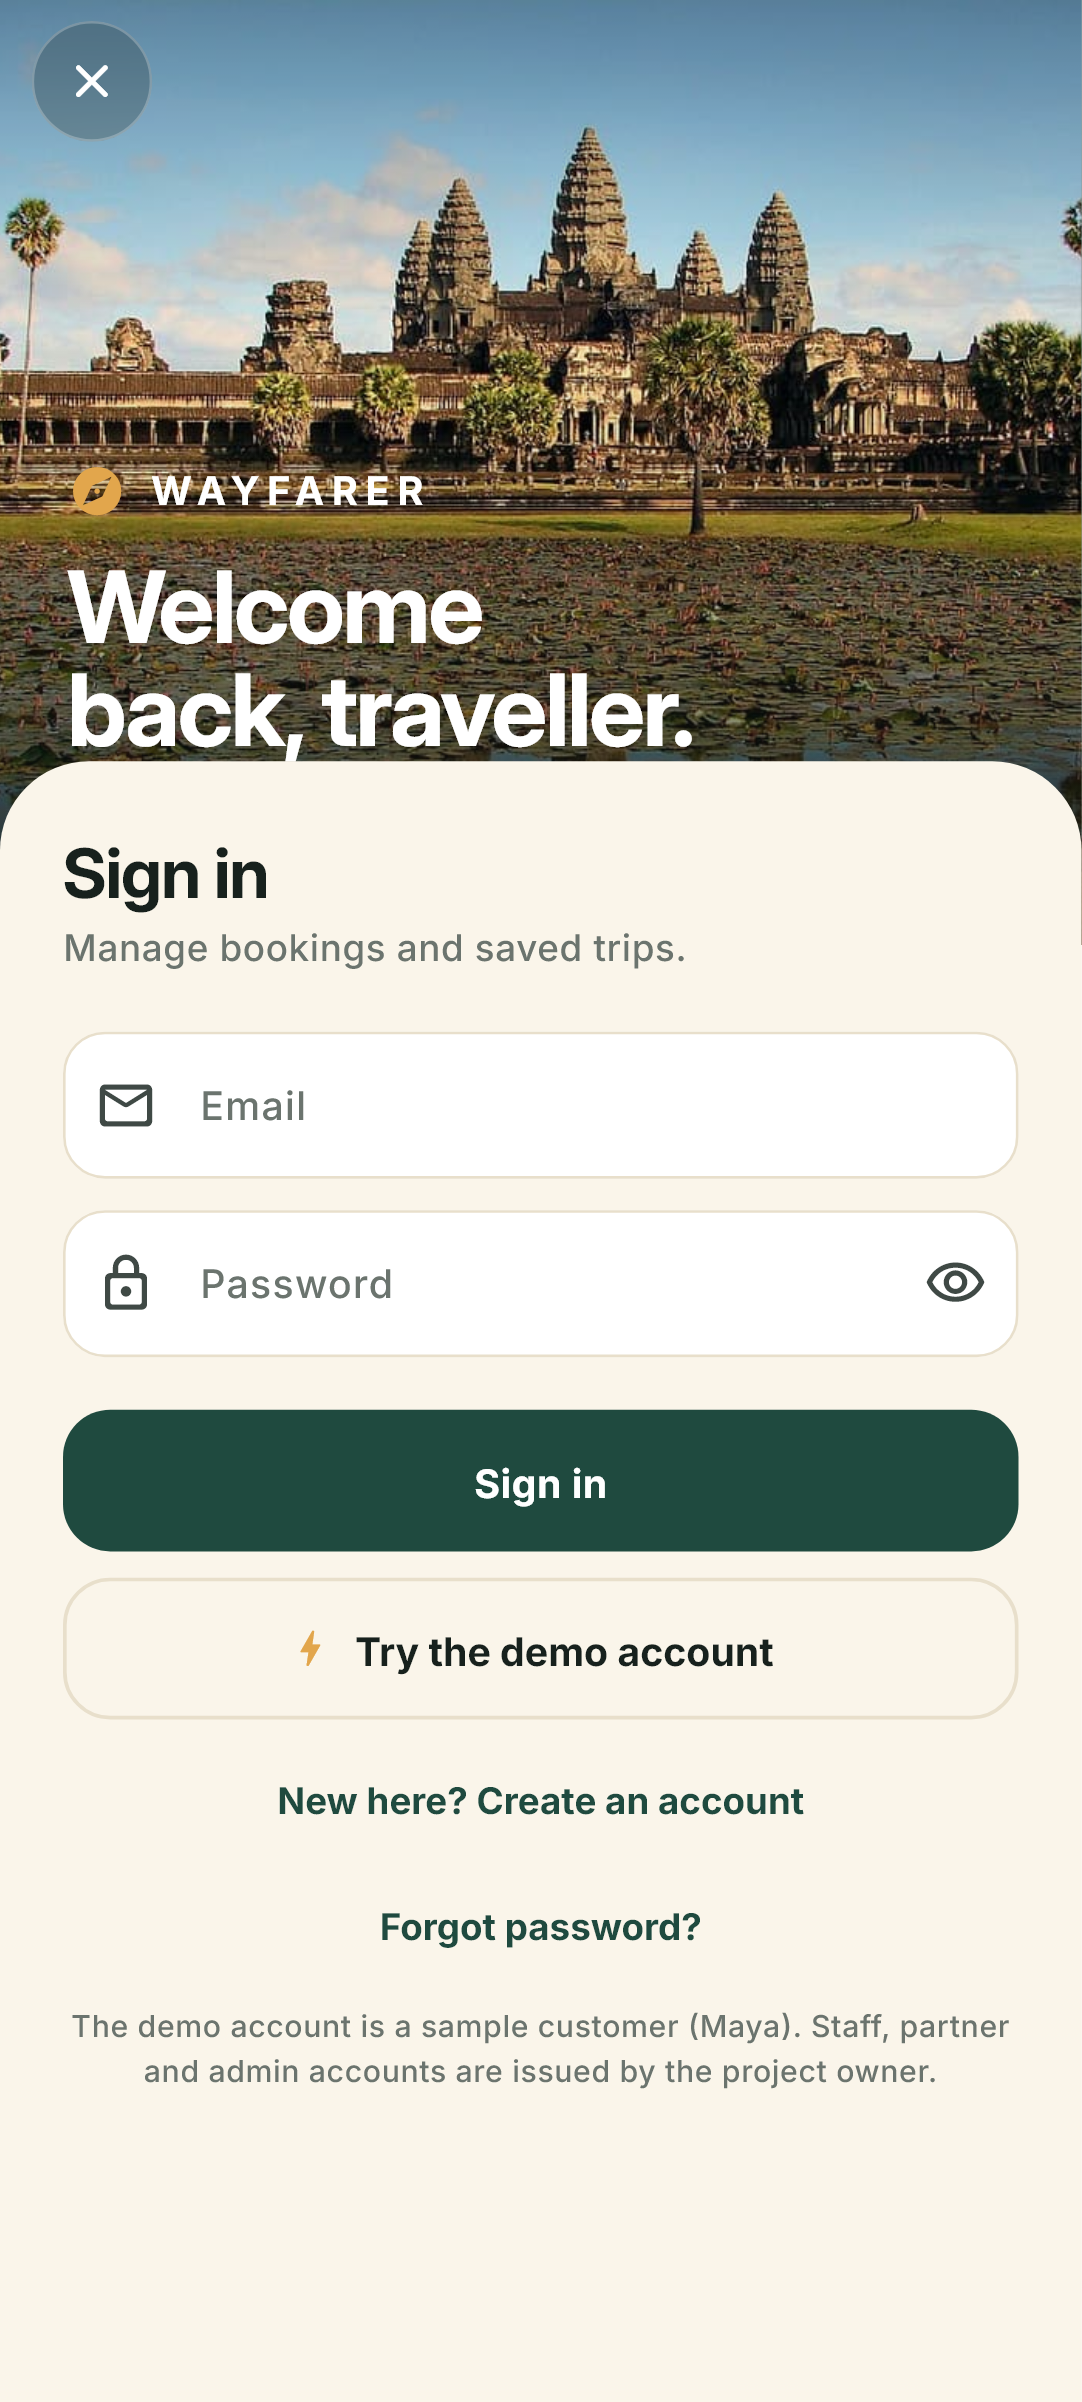 WAYFARER
Welcome
back, traveller.
Sign in
Manage bookings and saved trips.
Email
Password
Sign in
Try the demo account
New here? Create an account
Forgot password?
The demo account is a sample customer (Maya). Staff, partner
and admin accounts are issued by the project owner.